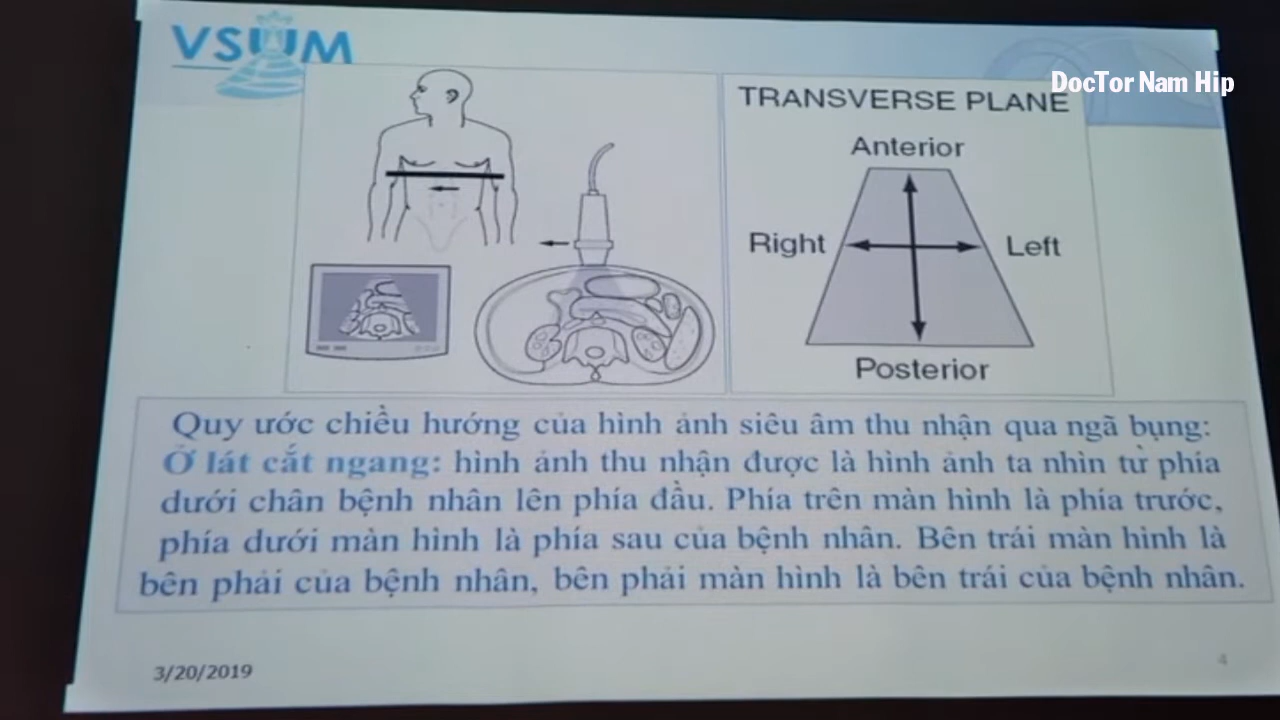 VSUM
DocTor Nam Hip
TRANSVERSE PLANE
Anterior
Right
Left
Posterior
Quy ước chiều hướng của hình ảnh siêu âm thu nhận qua ngã bụng:
Ở lát cắt ngang: hình ảnh thu nhận được là hình ảnh ta nhìn từ phía
dưới chân bệnh nhân lên phía đầu. Phía trên màn hình là phía trước,
phía dưới màn hình là phía sau của bệnh nhân. Bên trái màn hình là
bên phải của bệnh nhân, bên phải màn hình là bên trái của bệnh nhân.
3/20/2019
4